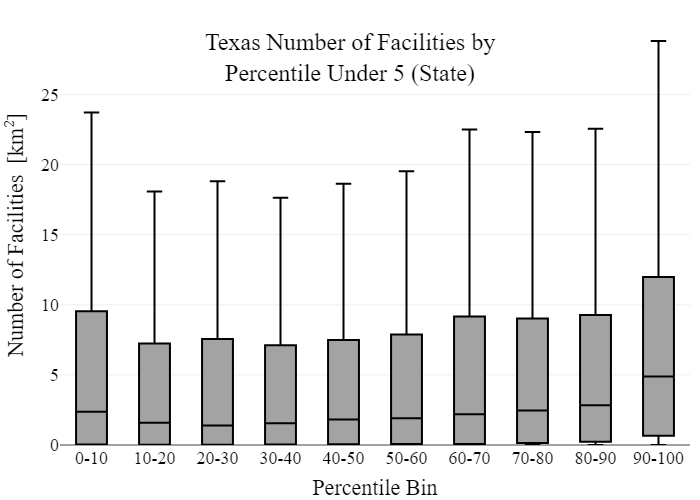 Texas Number of Facilities by
Percentile Under 5 (State)
Number of Facilities [km²]
25
20
15
10
5
0
0-10 10-20 20-30 30-40 40-50 50-60 60-70 70-80 80-90 90-100
Percentile Bin